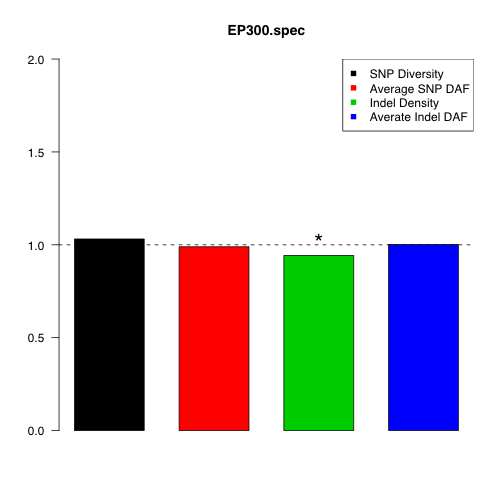 EP300.spec
2.0
1.5
1.0
0.5
0.0
SNP Diversity
Average SNP DAF
Indel Density
Averate Indel DAF
*